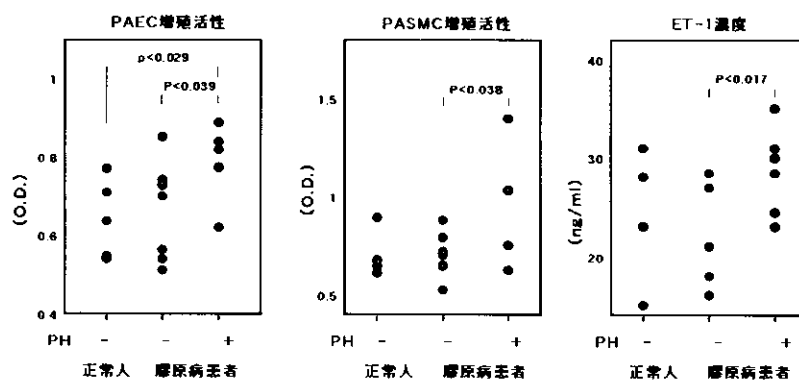 PAEC増殖活性
PASMC増殖活性
ET-1濃度
p<0.029
P<0.039
1
0.8
0.6
0.4
(O.D.)
P<0.038
1.5
1
0.5
(O.D.)
P<0.017
40
30
20
(ng/ml)
PH - - +
正常人 膠原病患者
PH - - +
正常人 膠原病患者
PH - - +
正常人 膠原病患者